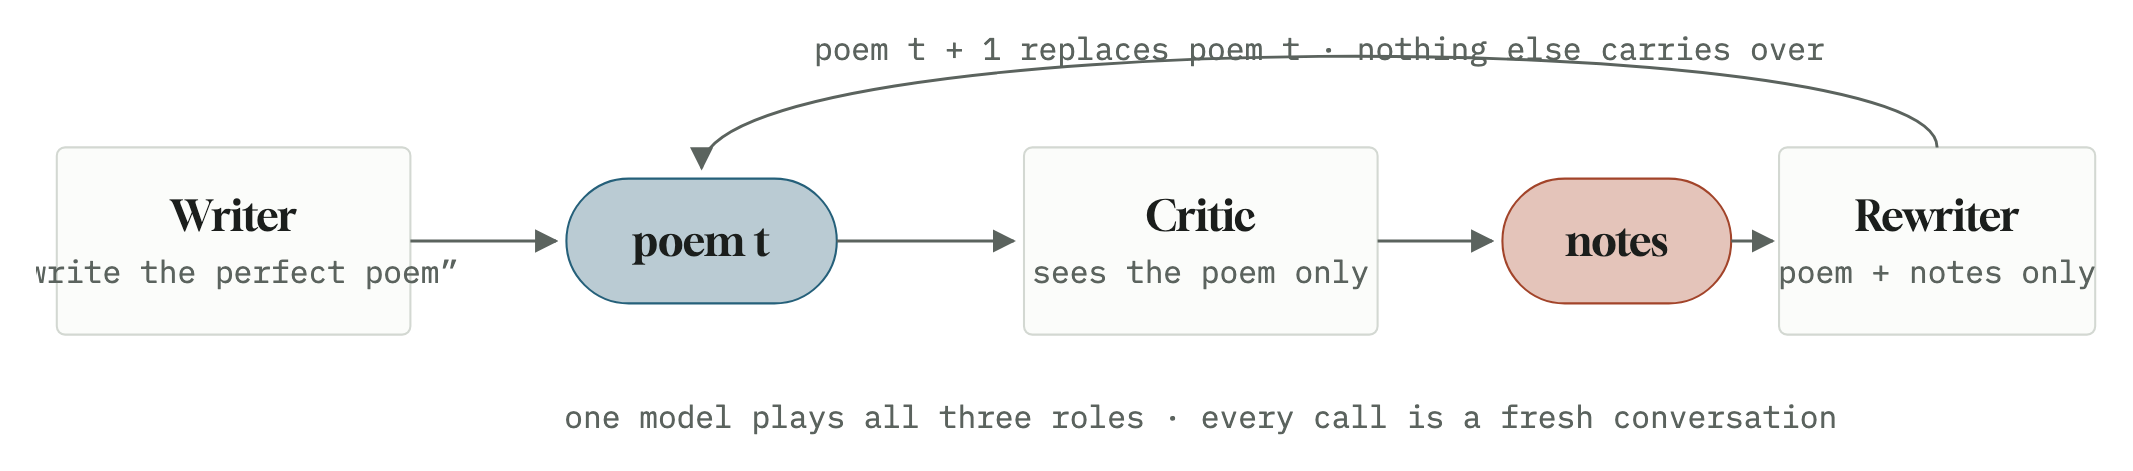 poem t + 1 replaces poem t · nothing else carries over
Writer
write the perfect poem”
poem t
Critic
sees the poem only
notes
Rewriter
poem + notes only
one model plays all three roles · every call is a fresh conversation